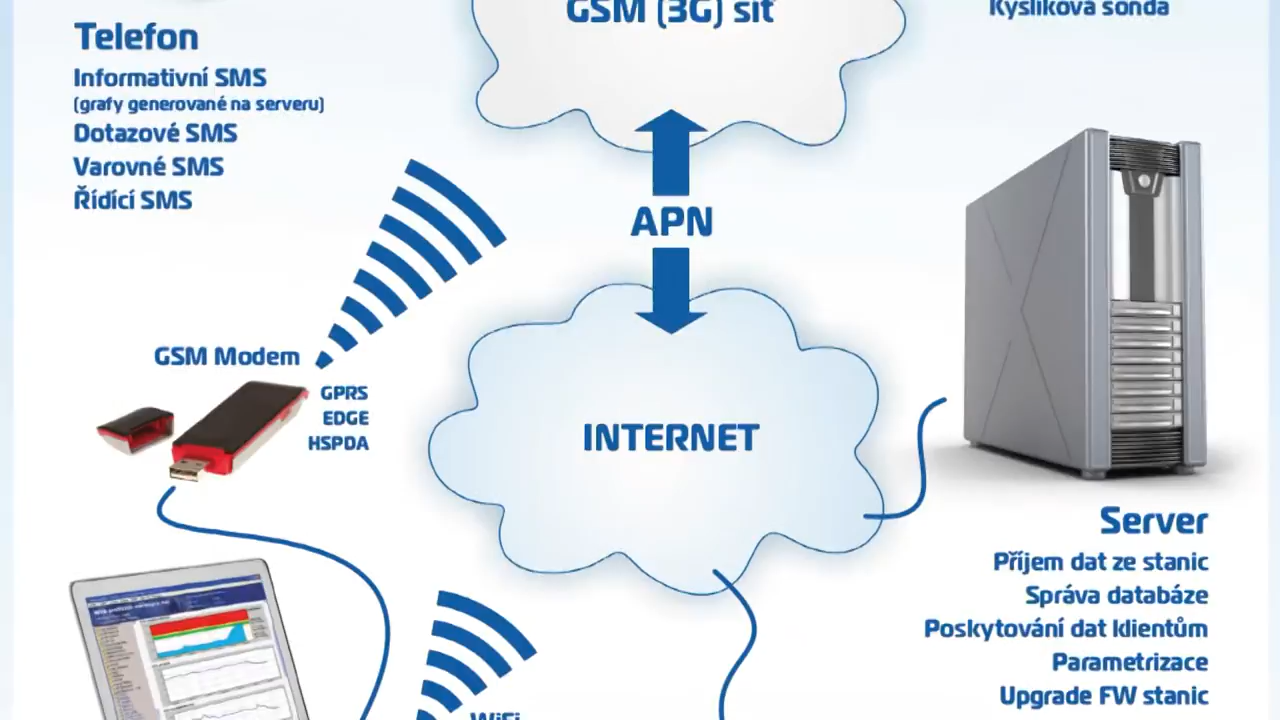 GSM (3G) síť
Kyslíková sonda
Telefon
Informativní SMS
(grafy generované na serveru)
Dotazové SMS
Varovné SMS
Řídící SMS
APN
GSM Modem
GPRS
EDGE
HSPDA
INTERNET
Server
Příjem dat ze stanic
Správa databáze
Poskytování dat klientům
Parametrizace
Upgrade FW stanic
WiFi